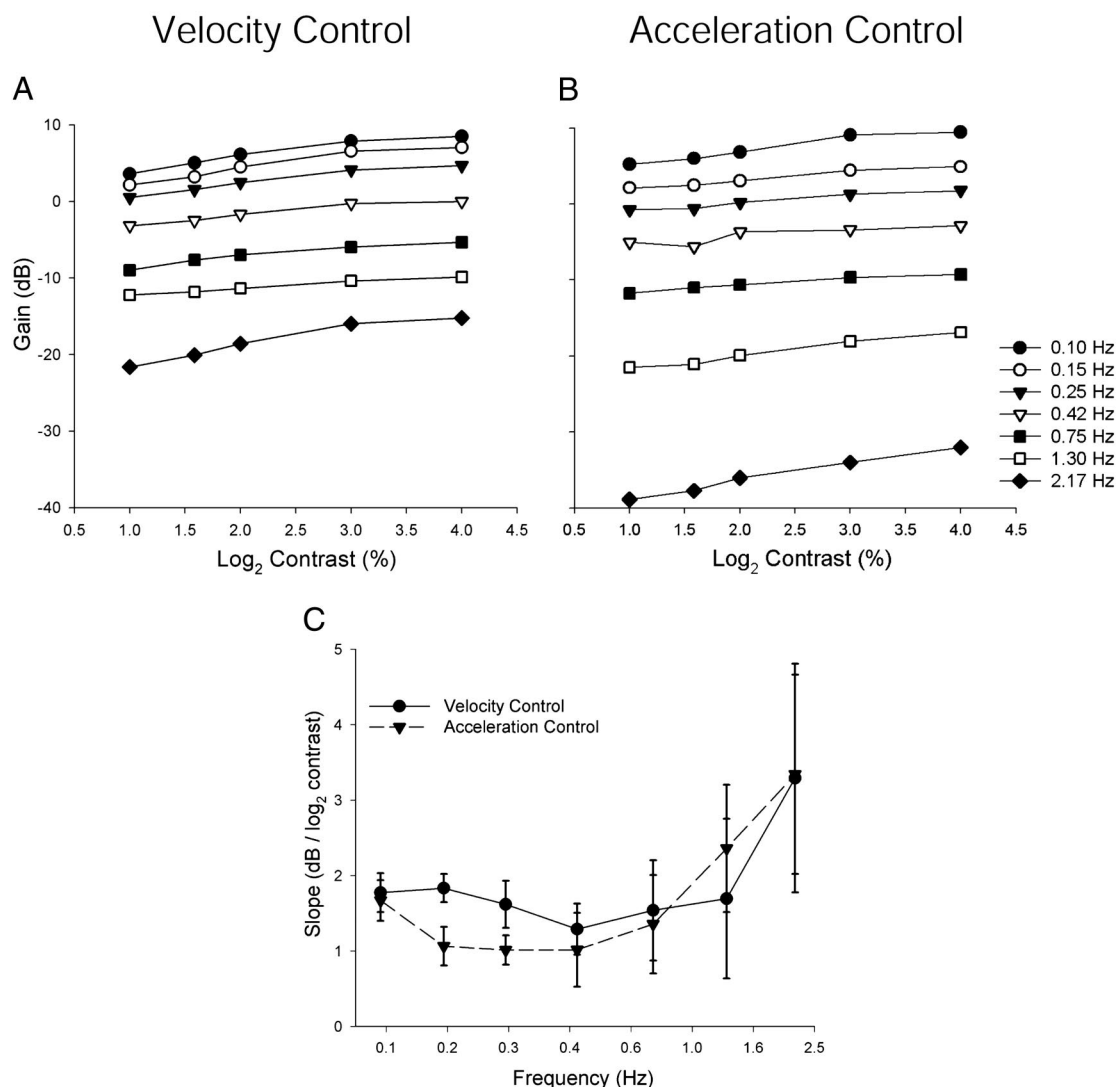 Velocity Control
Acceleration Control
A
B
10
0
-10
-20
-30
-40
Gain (dB)
0.5 1.0 1.5 2.0 2.5 3.0 3.5 4.0 4.5
Log2 Contrast (%)
0.5 1.0 1.5 2.0 2.5 3.0 3.5 4.0 4.5
Log2 Contrast (%)
0.10 Hz
0.15 Hz
0.25 Hz
0.42 Hz
0.75 Hz
1.30 Hz
2.17 Hz
C
5
4
3
2
1
0
Slope (dB / log2 contrast)
Velocity Control
Acceleration Control
0.1 0.2 0.3 0.4 0.6 1.0 1.6 2.5
Frequency (Hz)